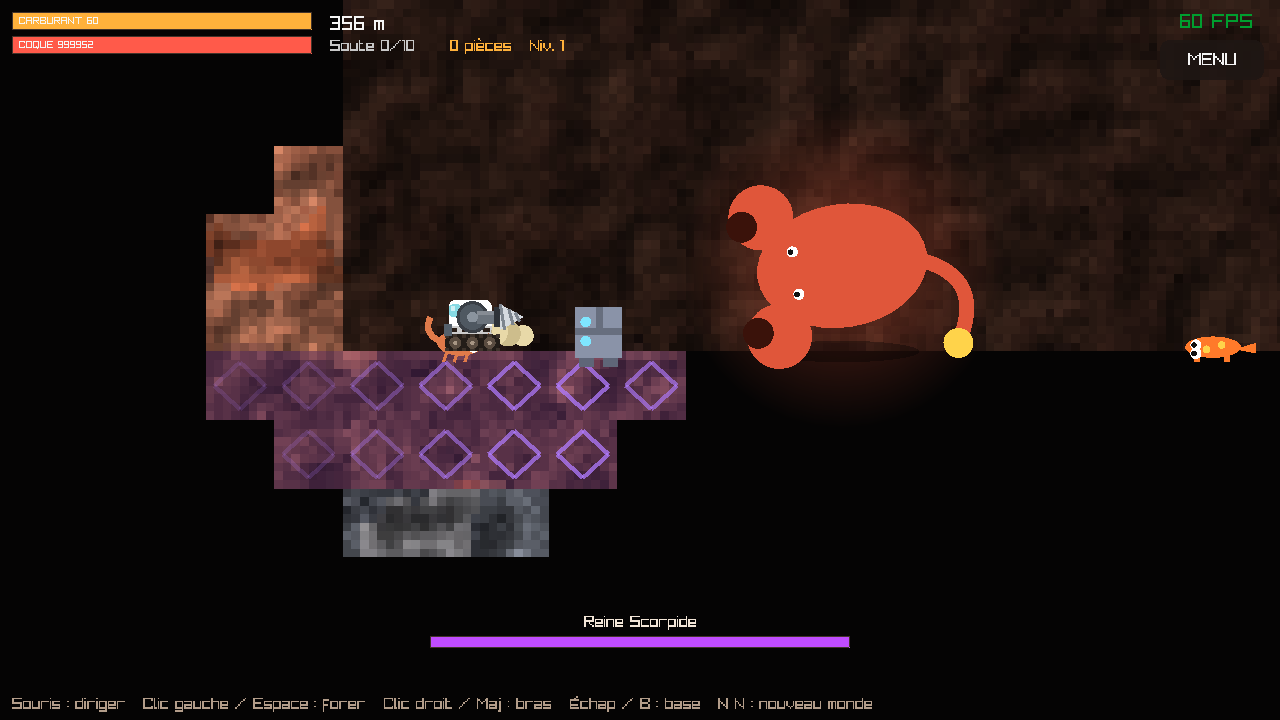 CARBURANT 60
356 m
60 FPS
COQUE 999952
Soute 0/10 0 pièces Niv. 1
MENU
Reine Scorpide
Souris : diriger Clic gauche / Espace : forer Clic droit / Maj : bras Échap / B : base N N : nouveau monde